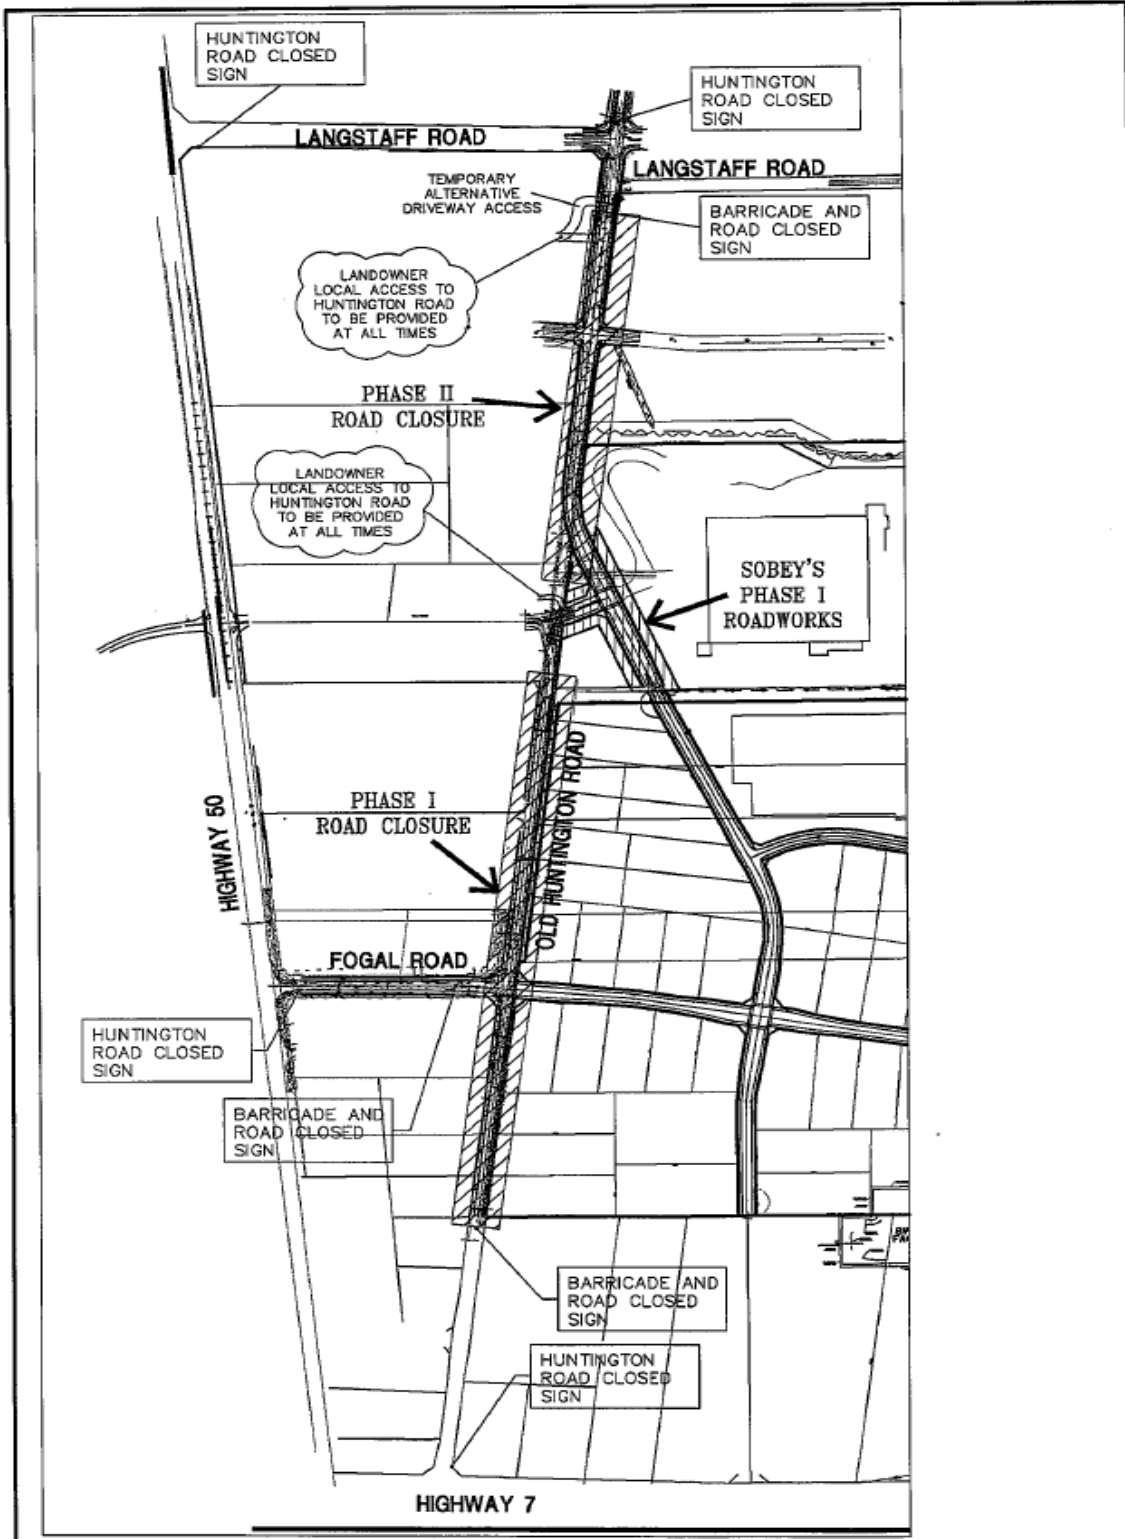 HUNTINGTON
ROAD CLOSED
SIGN
HUNTINGTON
ROAD CLOSED
SIGN
LANGSTAFF ROAD
LANGSTAFF ROAD
TEMPORARY
ALTERNATIVE
DRIVEWAY ACCESS
BARRICADE AND
ROAD CLOSED
SIGN
LANDOWNER
LOCAL ACCESS TO
HUNTINGTON ROAD
TO BE PROVIDED
AT ALL TIMES
PHASE II
ROAD CLOSURE
LANDOWNER
LOCAL ACCESS TO
HUNTINGTON ROAD
TO BE PROVIDED
AT ALL TIMES
SOBEY'S
PHASE I
ROADWORKS
PHASE I
ROAD CLOSURE
OLD HUNTINGTON ROAD
HIGHWAY 50
FOGAL ROAD
HUNTINGTON
ROAD CLOSED
SIGN
BARRICADE AND
ROAD CLOSED
SIGN
BARRICADE AND
ROAD CLOSED
SIGN
HUNTINGTON
ROAD CLOSED
SIGN
HIGHWAY 7